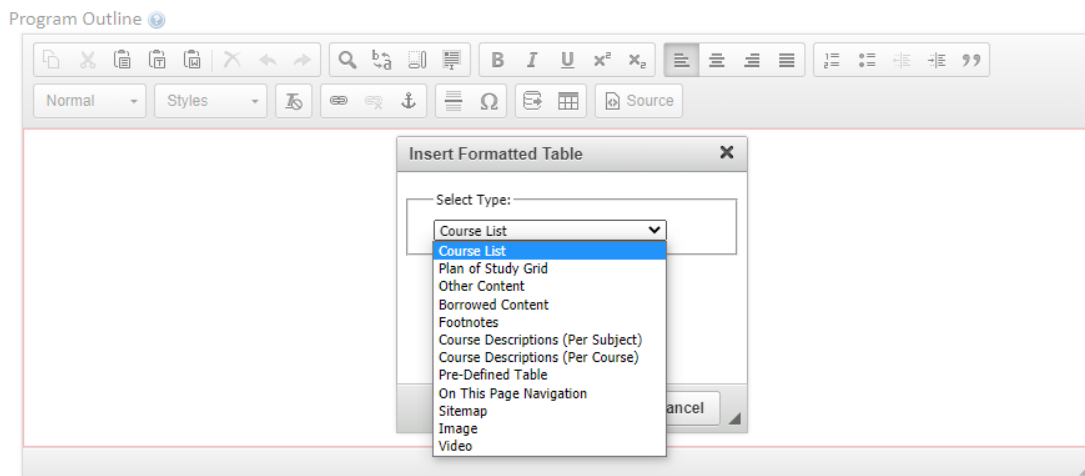 Program Outline
B I U x² xₐ
Normal Styles Ω Source
Insert Formatted Table
Select Type:
Course List
Course List
Plan of Study Grid
Other Content
Borrowed Content
Footnotes
Course Descriptions (Per Subject)
Course Descriptions (Per Course)
Pre-Defined Table
On This Page Navigation
Sitemap
Image
Video